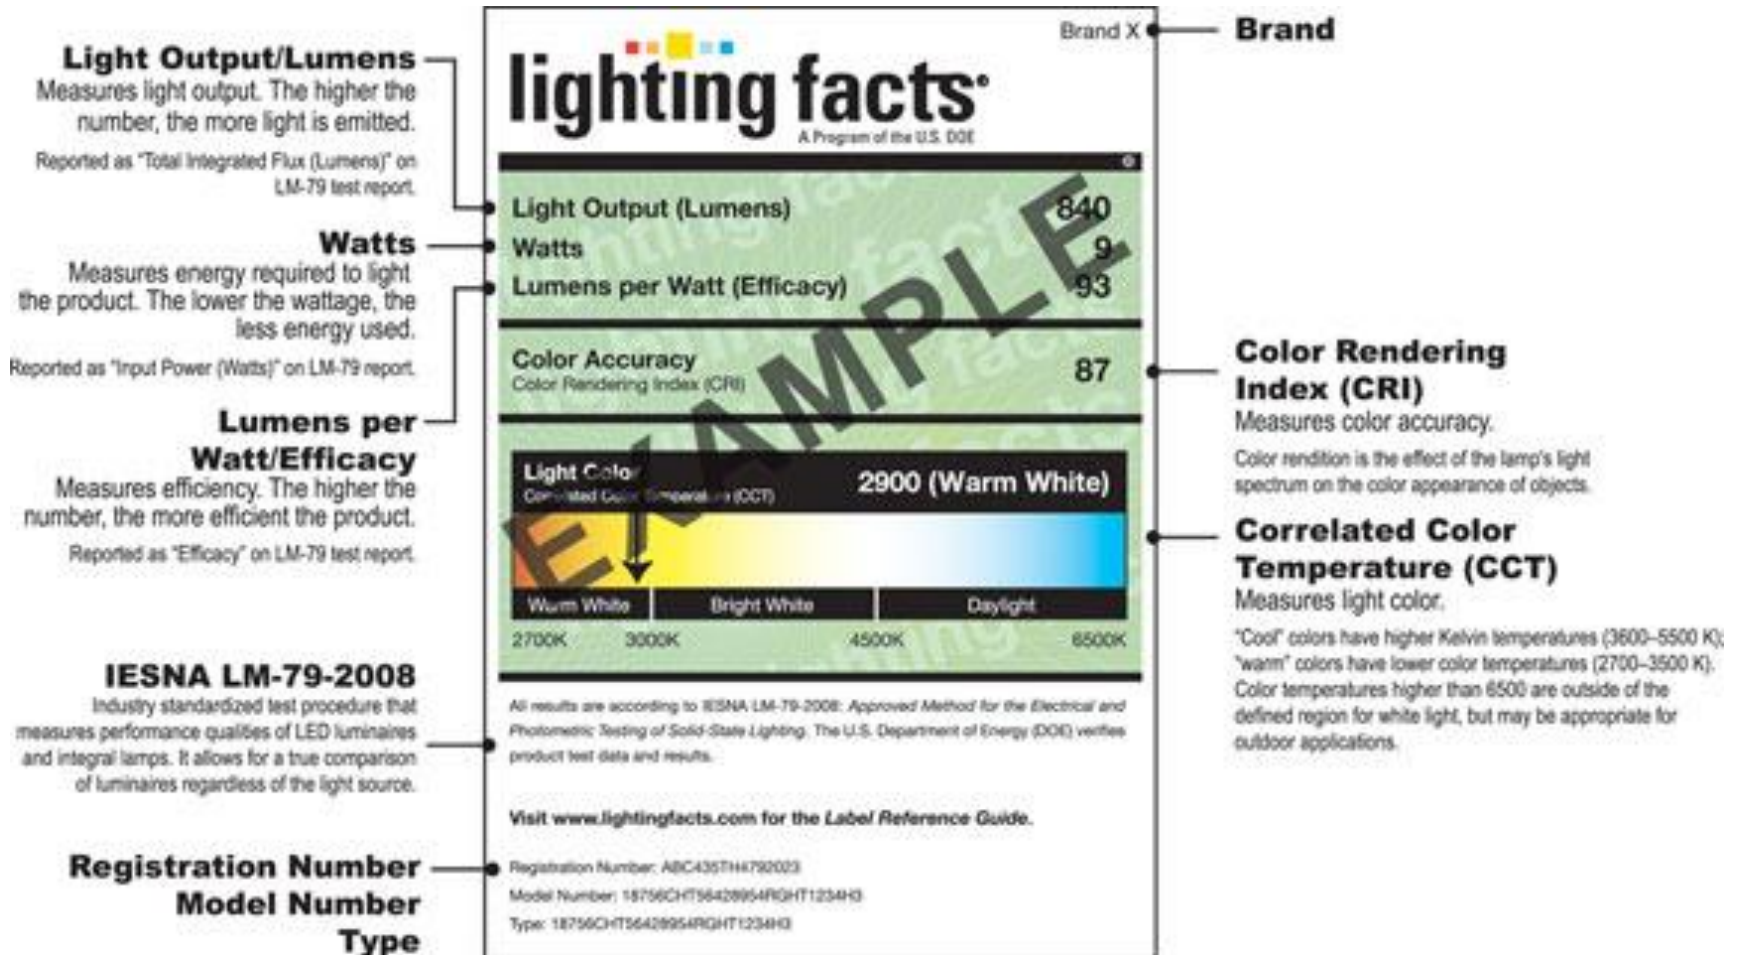 Light Output/Lumens
Measures light output. The higher the
number, the more light is emitted.
Reported as "Total Integrated Flux (Lumens)" on
LM-79 test report.
Watts
Measures energy required to light
the product. The lower the wattage, the
less energy used.
Reported as "Input Power (Watts)" on LM-79 report.
Lumens per
Watt/Efficacy
Measures efficiency. The higher the
number, the more efficient the product.
Reported as "Efficacy" on LM-79 test report.
IESNA LM-79-2008
Industry standardized test procedure that
measures performance qualities of LED luminaires
and integral lamps. It allows for a true comparison
of luminaires regardless of the light source.
Registration Number
Model Number
Type
Brand X
lighting facts
A Program of the U.S. DOE
Light Output (Lumens) 840
Watts 9
Lumens per Watt (Efficacy) 93
Color Accuracy
Color Rendering Index (CRI) 87
Light Color
Correlated Color Temperature (CCT) 2900 (Warm White)
Warm White Bright White Daylight
2700K 3000K 4500K 6500K
EXAMPLE
All results are according to IESNA LM-79-2008: Approved Method for the Electrical and
Photometric Testing of Solid-State Lighting. The U.S. Department of Energy (DOE) verifies
product test data and results.
Visit www.lightingfacts.com for the Label Reference Guide.
Registration Number: ABC435TH4792023
Model Number: 18756CHT56428954RGHT1234H3
Type: 18756CHT56428954RGHT1234H3
Brand
Color Rendering
Index (CRI)
Measures color accuracy.
Color rendition is the effect of the lamp's light
spectrum on the color appearance of objects.
Correlated Color
Temperature (CCT)
Measures light color.
"Cool" colors have higher Kelvin temperatures (3600–5500 K);
"warm" colors have lower color temperatures (2700–3500 K).
Color temperatures higher than 6500 are outside of the
defined region for white light, but may be appropriate for
outdoor applications.